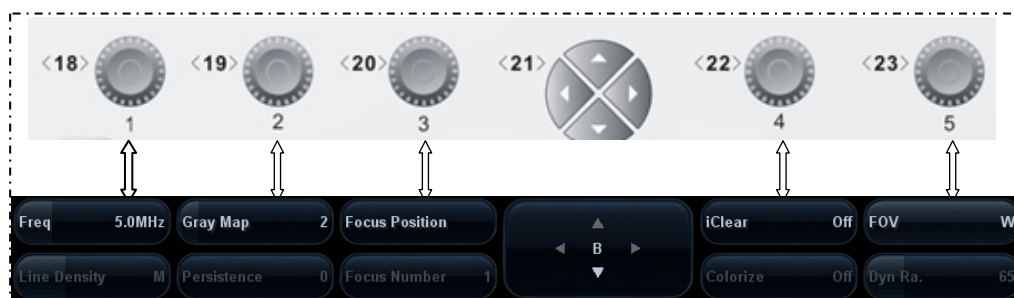 <18> <19> <20> <21> <22> <23>
1 2 3 4 5
Freq 5.0MHz Gray Map 2 Focus Position iClear Off FOV W
B
Line Density M Persistence 0 Focus Number 1 Colorize Off Dyn Ra. 65